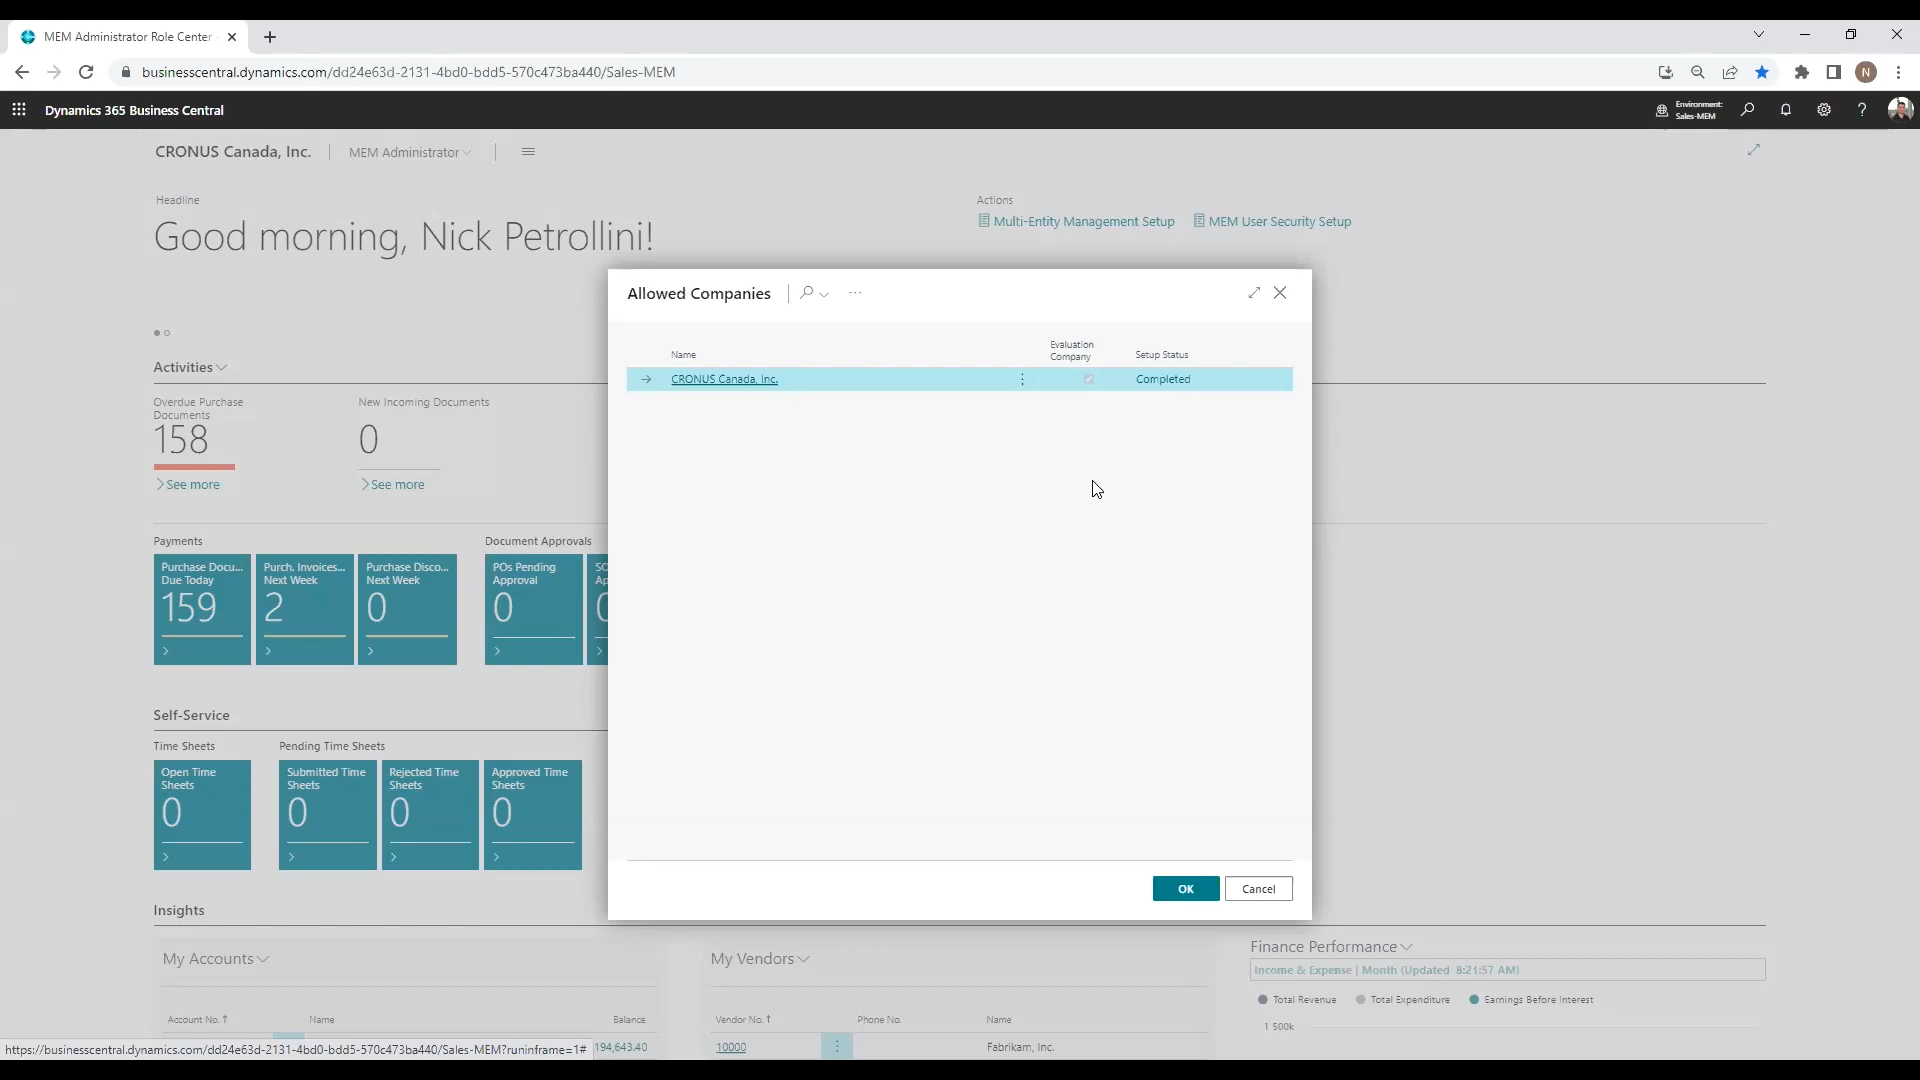 MEM Administrator Role Center
businesscentral.dynamics.com/dd24e63d-2131-4bd0-bdd5-570c473ba440/Sales-MEM
N
Dynamics 365 Business Central
Environment:
Sales-MEM
?
CRONUS Canada, Inc.
MEM Administrator
Headline
Good morning, Nick Petrollini!
Actions
Multi-Entity Management Setup
MEM User Security Setup
Allowed Companies
Name
Evaluation
Company
Setup Status
CRONUS Canada, Inc.
Completed
OK
Cancel
Activities
Overdue Purchase
Documents
158
See more
New Incoming Documents
0
See more
Payments
Purchase Docu...
Due Today
159
Purch. Invoices...
Next Week
2
Purchase Disco...
Next Week
0
Document Approvals
POs Pending
Approval
0
Self-Service
Time Sheets
Open Time
Sheets
0
Pending Time Sheets
Submitted Time
Sheets
0
Rejected Time
Sheets
0
Approved Time
Sheets
0
Insights
My Accounts
Account No. ↑
Name
Balance
194,643.40
My Vendors
Vendor No. ↑
Phone No.
Name
10000
Fabrikam, Inc.
Finance Performance
Income & Expense | Month (Updated 8:21:57 AM)
Total Revenue
Total Expenditure
Earnings Before Interest
1 500k
https://businesscentral.dynamics.com/dd24e63d-2131-4bd0-bdd5-570c473ba440/Sales-MEM?runinframe=1#